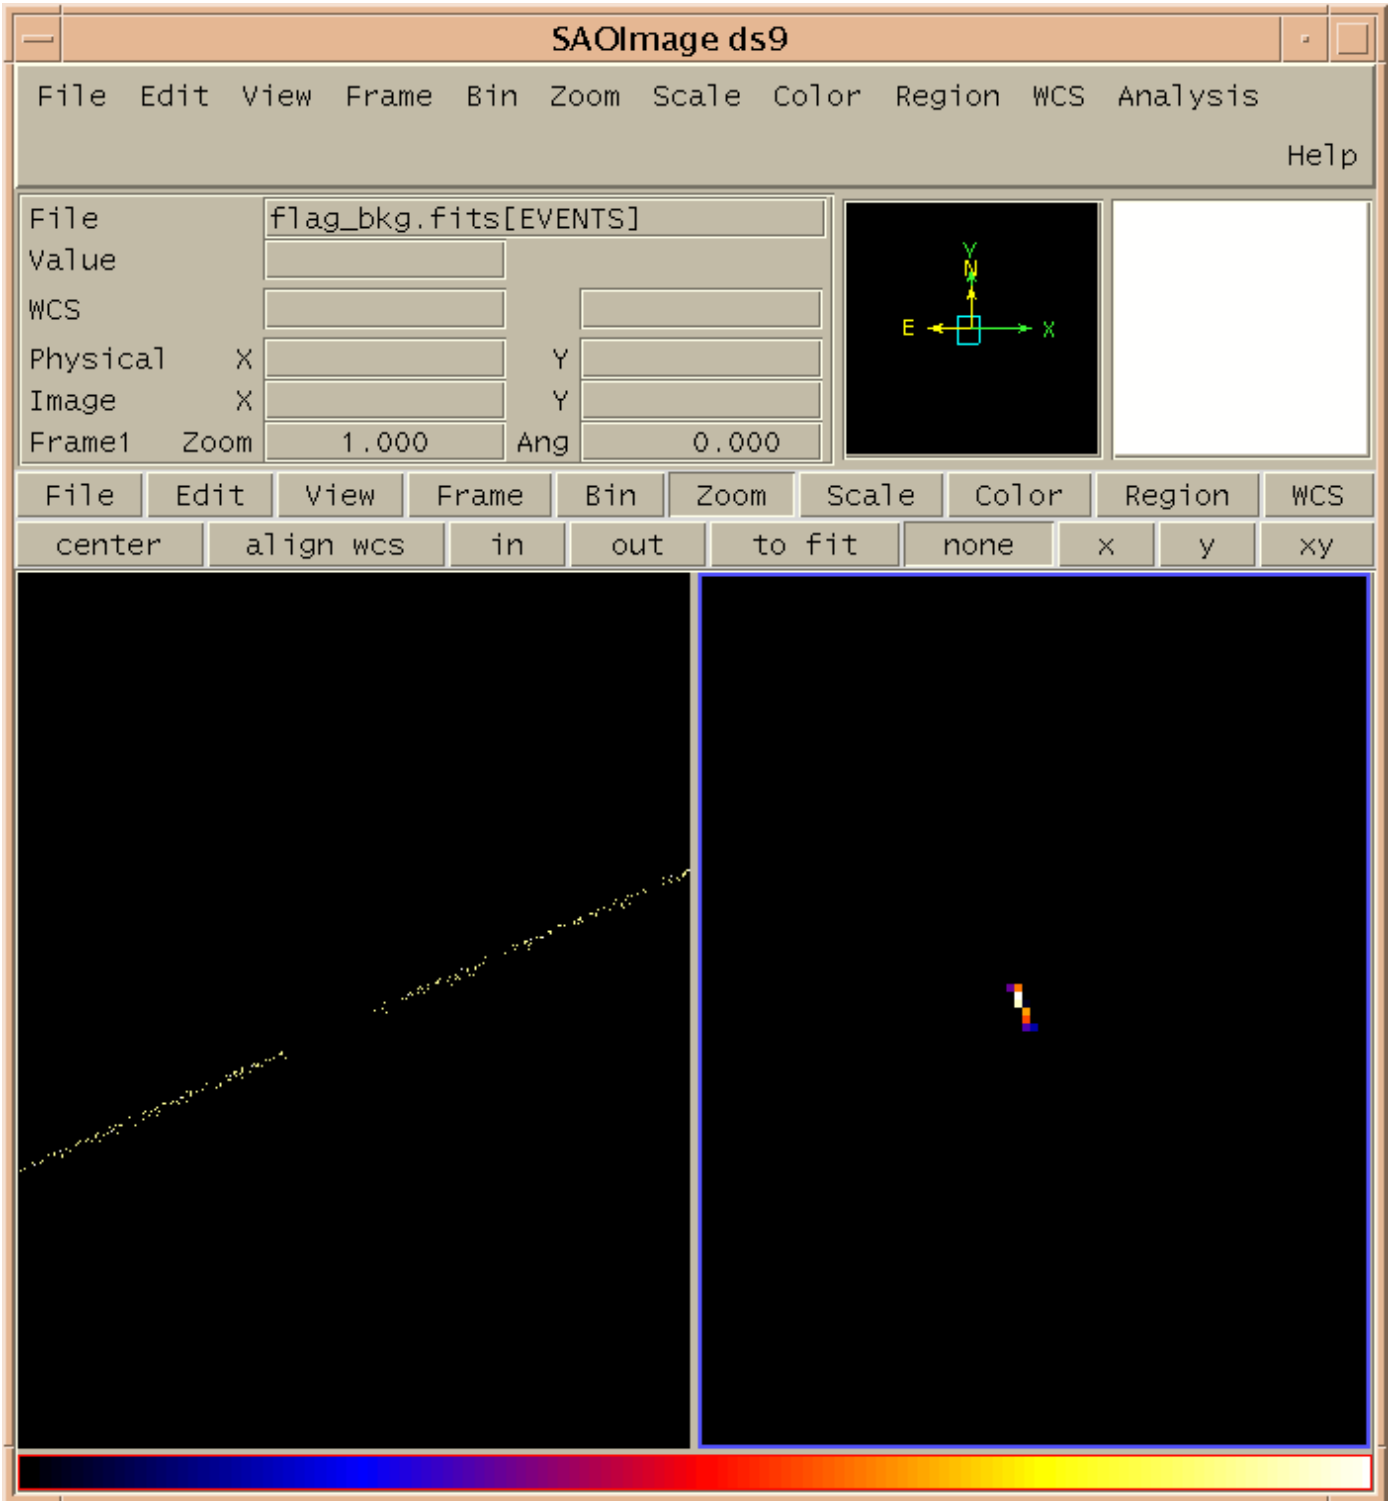 SAOImage ds9
File Edit View Frame Bin Zoom Scale Color Region WCS Analysis
Help
File flag_bkg.fits[EVENTS]
Value
WCS
Physical X Y
Image X Y
Frame1 Zoom 1.000 Ang 0.000
Y
N
E X
File Edit View Frame Bin Zoom Scale Color Region WCS
center align wcs in out to fit none x y xy